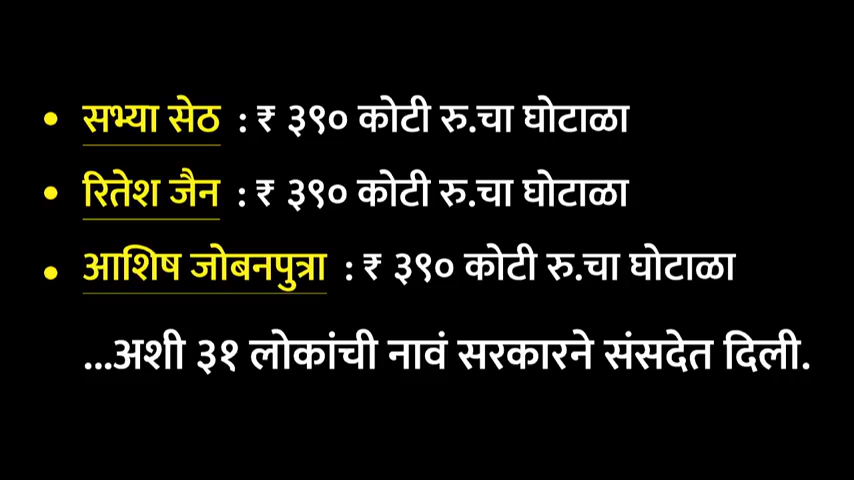 • सभ्या सेठ : ₹ ३९० कोटी रु.चा घोटाळा
• रितेश जैन : ₹ ३९० कोटी रु.चा घोटाळा
• आशिष जोबनपुत्रा : ₹ ३९० कोटी रु.चा घोटाळा
...अशी ३१ लोकांची नावं सरकारने संसदेत दिली.